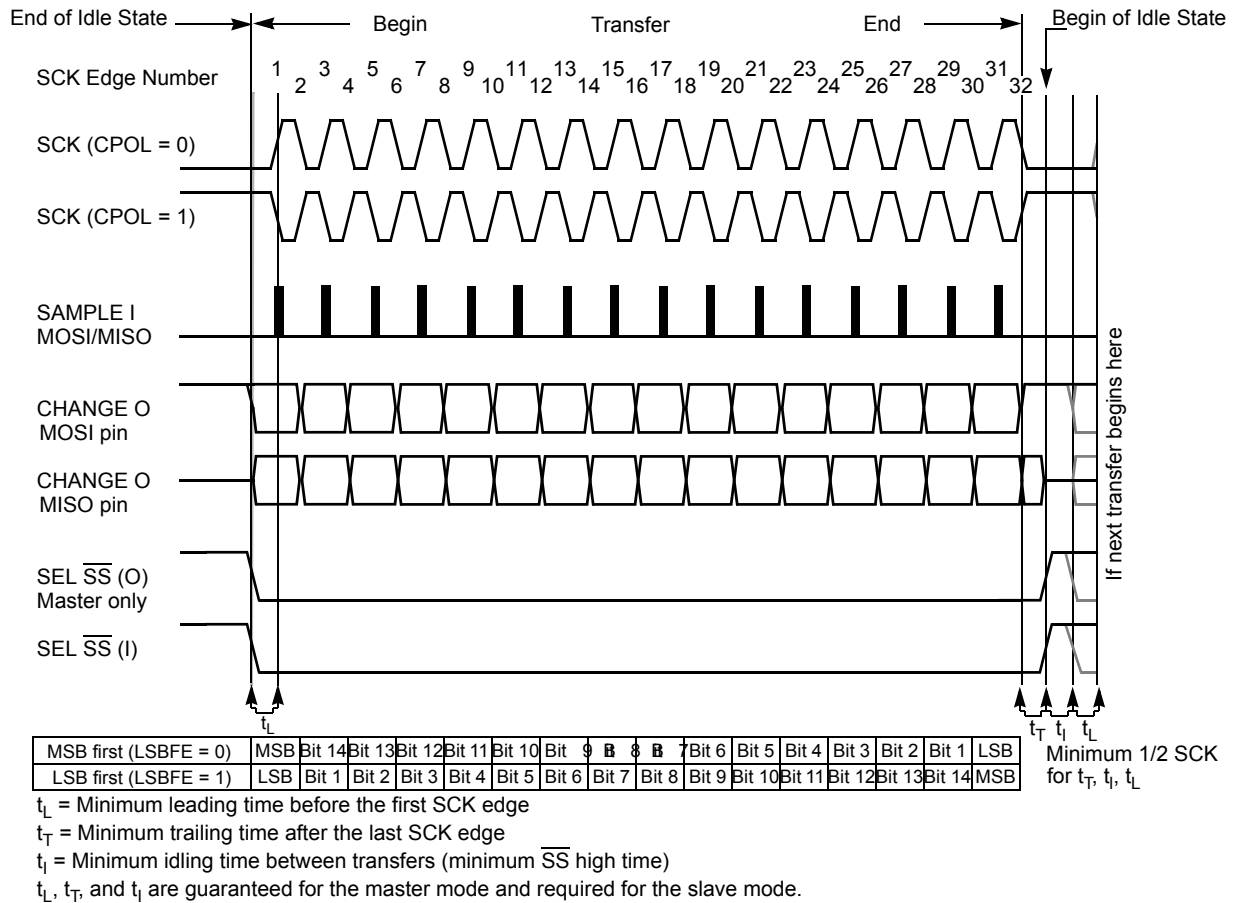 End of Idle State
Begin
Transfer
End
Begin of Idle State
SCK Edge Number
1 2 3 4 5 6 7 8 9 10 11 12 13 14 15 16 17 18 19 20 21 22 23 24 25 26 27 28 29 30 31 32
SCK (CPOL = 0)
SCK (CPOL = 1)
SAMPLE I
MOSI/MISO
CHANGE O
MOSI pin
CHANGE O
MISO pin
SEL SS (O)
Master only
SEL SS (I)
If next transfer begins here
tL
tT tI tL
MSB first (LSBFE = 0) MSB Bit 14 Bit 13 Bit 12 Bit 11 Bit 10 Bit 9 8 7 Bit 6 Bit 5 Bit 4 Bit 3 Bit 2 Bit 1 LSB
LSB first (LSBFE = 1) LSB Bit 1 Bit 2 Bit 3 Bit 4 Bit 5 Bit 6 Bit 7 Bit 8 Bit 9 Bit 10 Bit 11 Bit 12 Bit 13 Bit 14 MSB
Minimum 1/2 SCK
for tT, tI, tL
tL = Minimum leading time before the first SCK edge
tT = Minimum trailing time after the last SCK edge
tI = Minimum idling time between transfers (minimum SS high time)
tL, tT, and tI are guaranteed for the master mode and required for the slave mode.